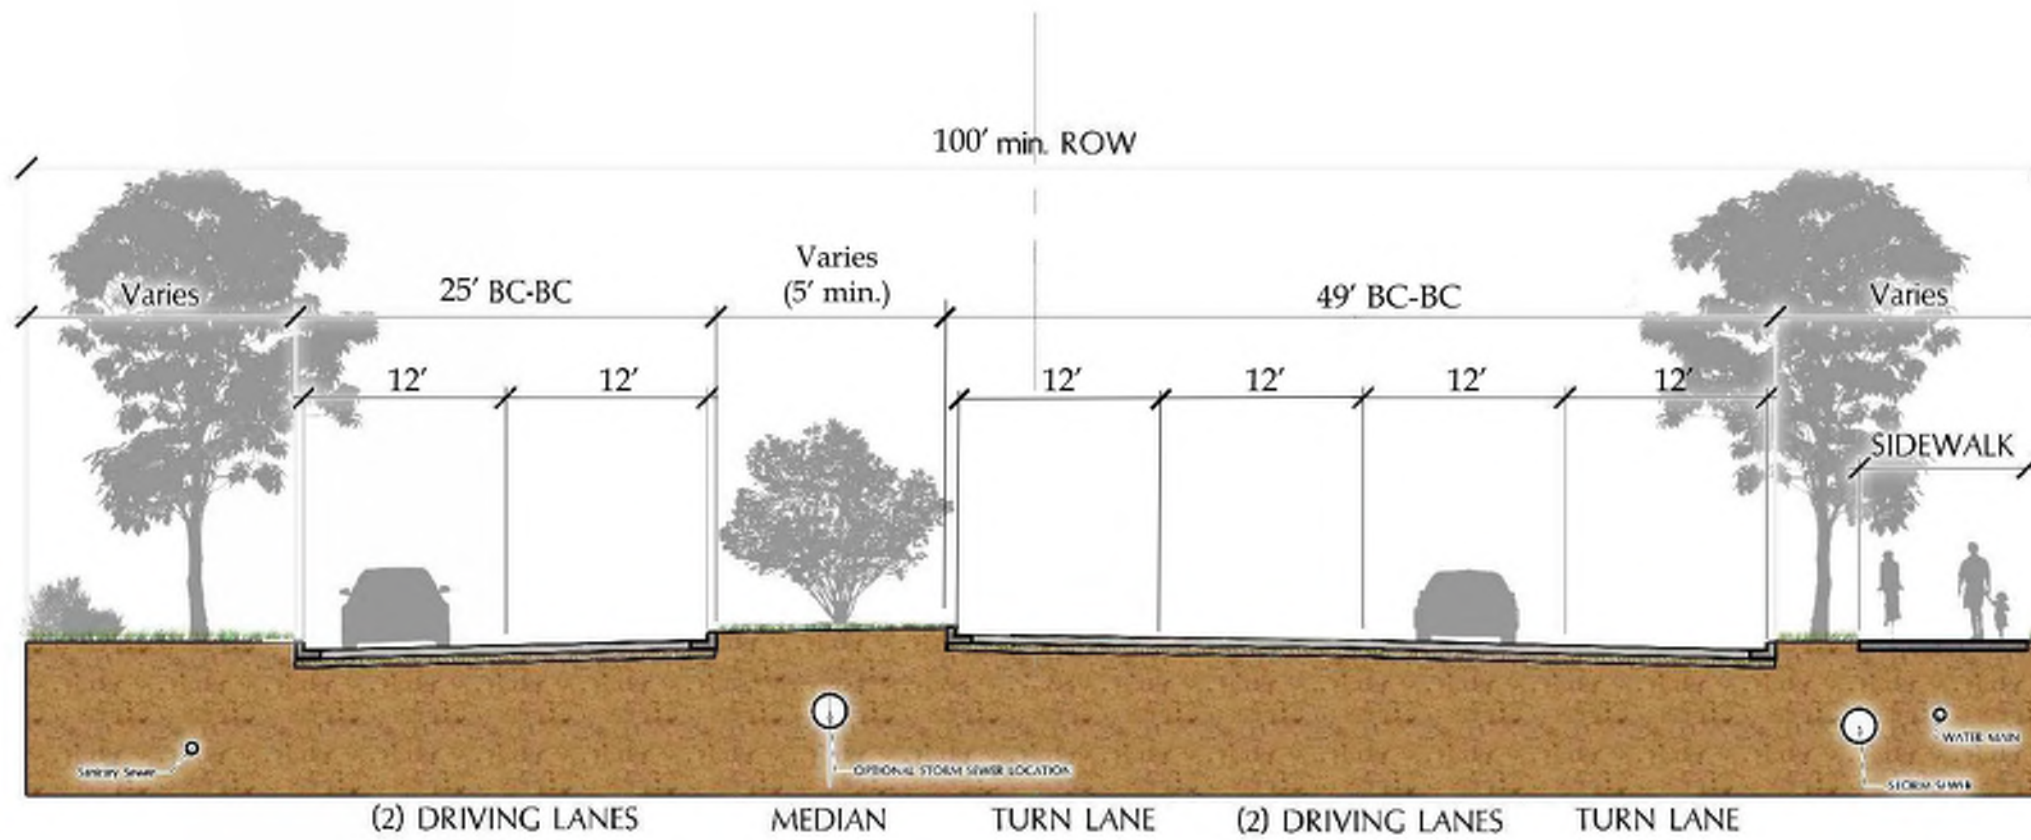 100' min. ROW
Varies
25' BC-BC
Varies
(5' min.)
49' BC-BC
Varies
12'
12'
12'
12'
12'
12'
SIDEWALK
Sanitary Sewer
OPTIONAL STORM SEWER LOCATION
WATER MAIN
STORM SEWER
(2) DRIVING LANES
MEDIAN
TURN LANE
(2) DRIVING LANES
TURN LANE